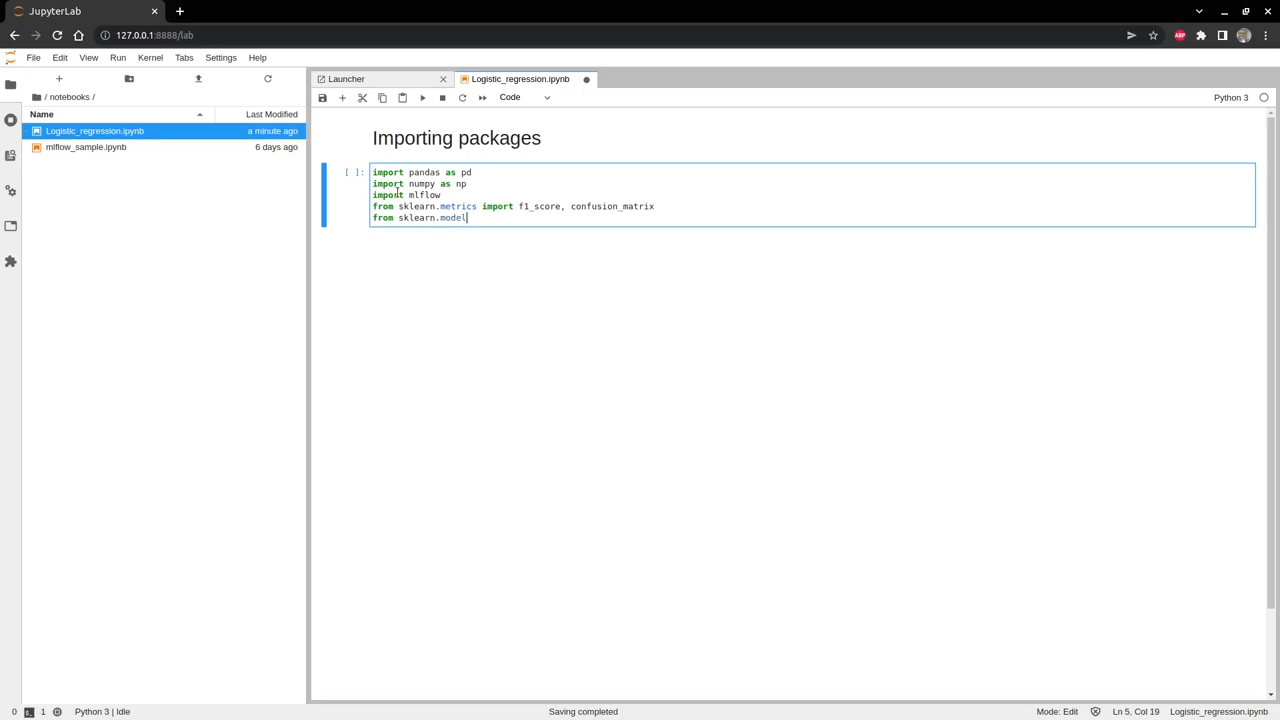 JupyterLab
127.0.0.1:8888/lab
ABP
File Edit View Run Kernel Tabs Settings Help
Launcher
Logistic_regression.ipynb
/ notebooks /
Code
Python 3
Name
Last Modified
Logistic_regression.ipynb a minute ago
mlflow_sample.ipynb 6 days ago
Importing packages
[ ]:
import pandas as pd
import numpy as np
import mlflow
from sklearn.metrics import f1_score, confusion_matrix
from sklearn.model
0
1
Python 3 | Idle
Saving completed
Mode: Edit
Ln 5, Col 19
Logistic_regression.ipynb